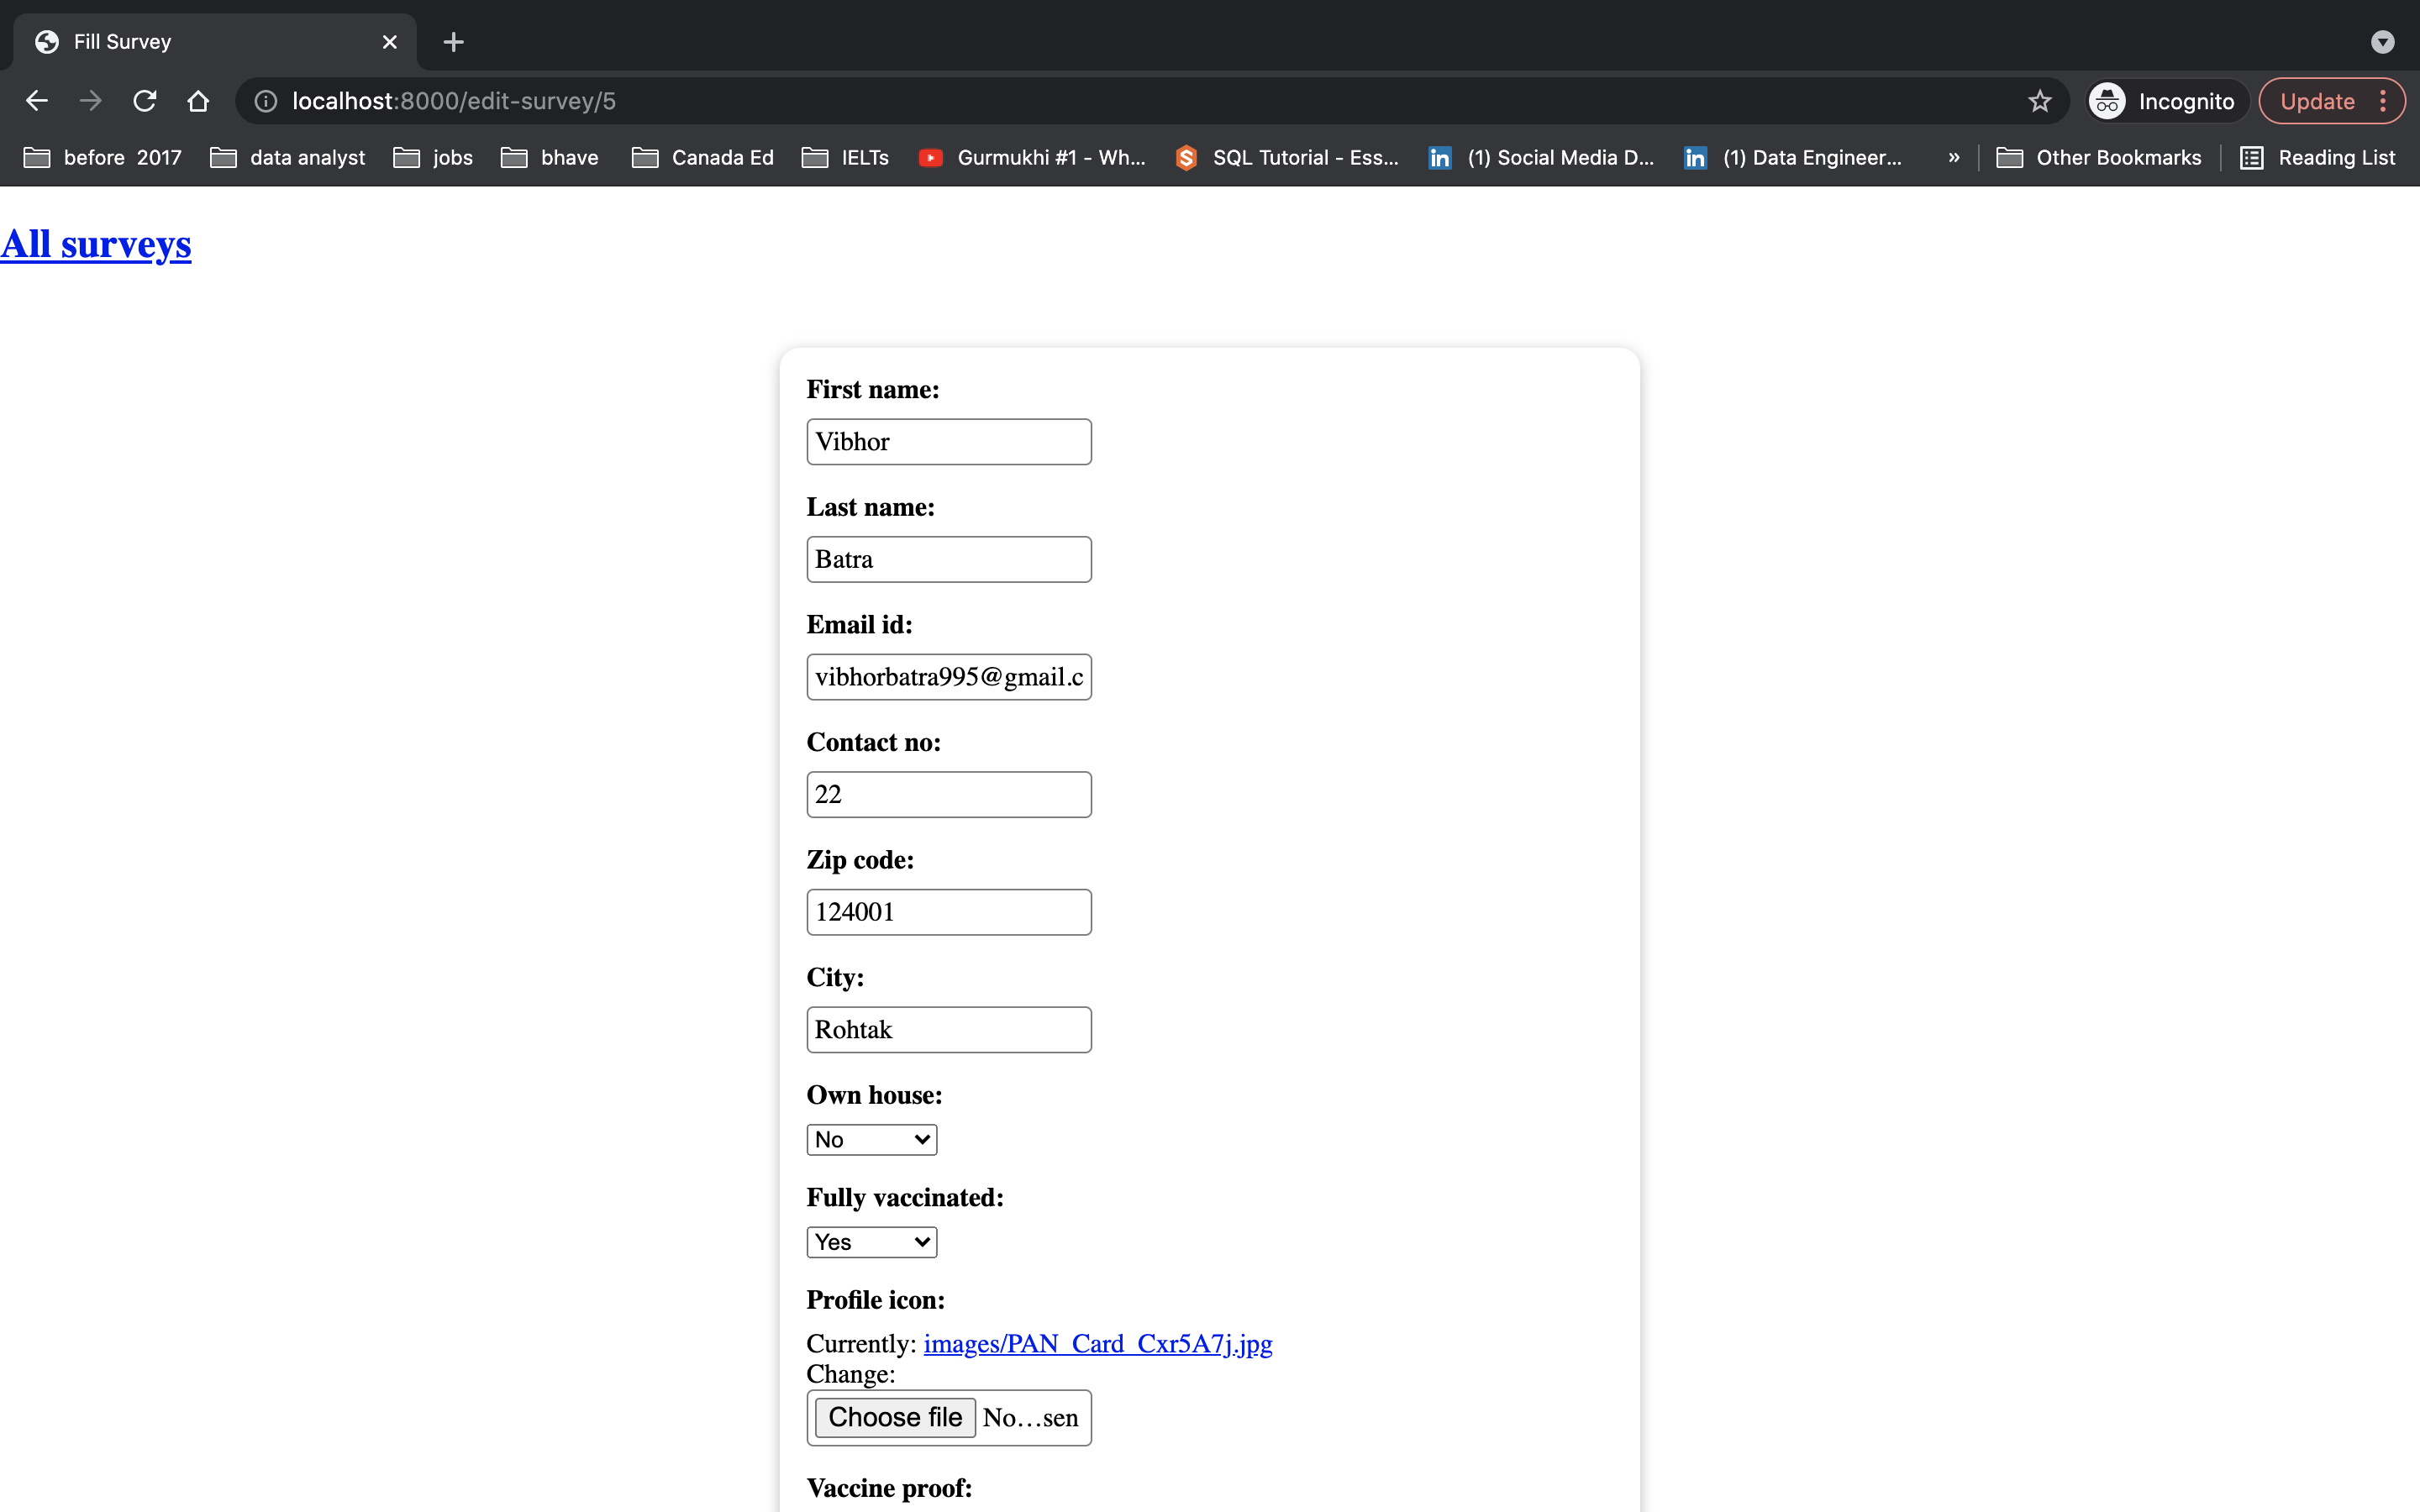 Fill Survey
localhost:8000/edit-survey/5
Incognito
Update
before 2017 data analyst jobs bhave Canada Ed IELTs Gurmukhi #1 - Wh... SQL Tutorial - Ess... (1) Social Media D... (1) Data Engineer... » Other Bookmarks Reading List
All surveys
First name:
Vibhor
Last name:
Batra
Email id:
vibhorbatra995@gmail.c
Contact no:
22
Zip code:
124001
City:
Rohtak
Own house:
No
Fully vaccinated:
Yes
Profile icon:
Currently: images/PAN_Card_Cxr5A7j.jpg
Change:
Choose file No...sen
Vaccine proof: